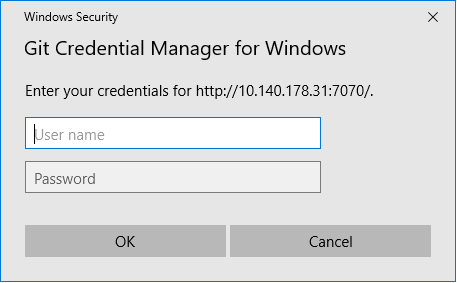 Windows Security
Git Credential Manager for Windows
Enter your credentials for http://10.140.178.31:7070/.
User name
Password
OK Cancel